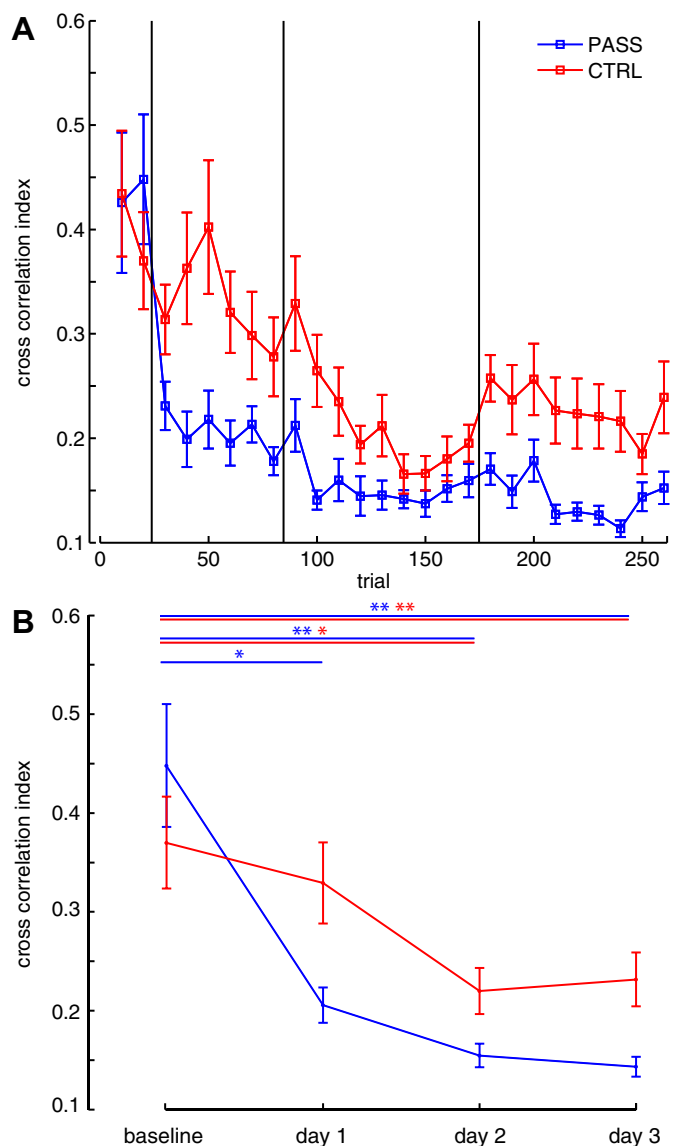 A
0.6
PASS
CTRL
0.5
0.4
0.3
0.2
0.1
cross correlation index
0 50 100 150 200 250
trial
B
0.6
** **
** *
*
0.5
0.4
0.3
0.2
0.1
cross correlation index
baseline day 1 day 2 day 3